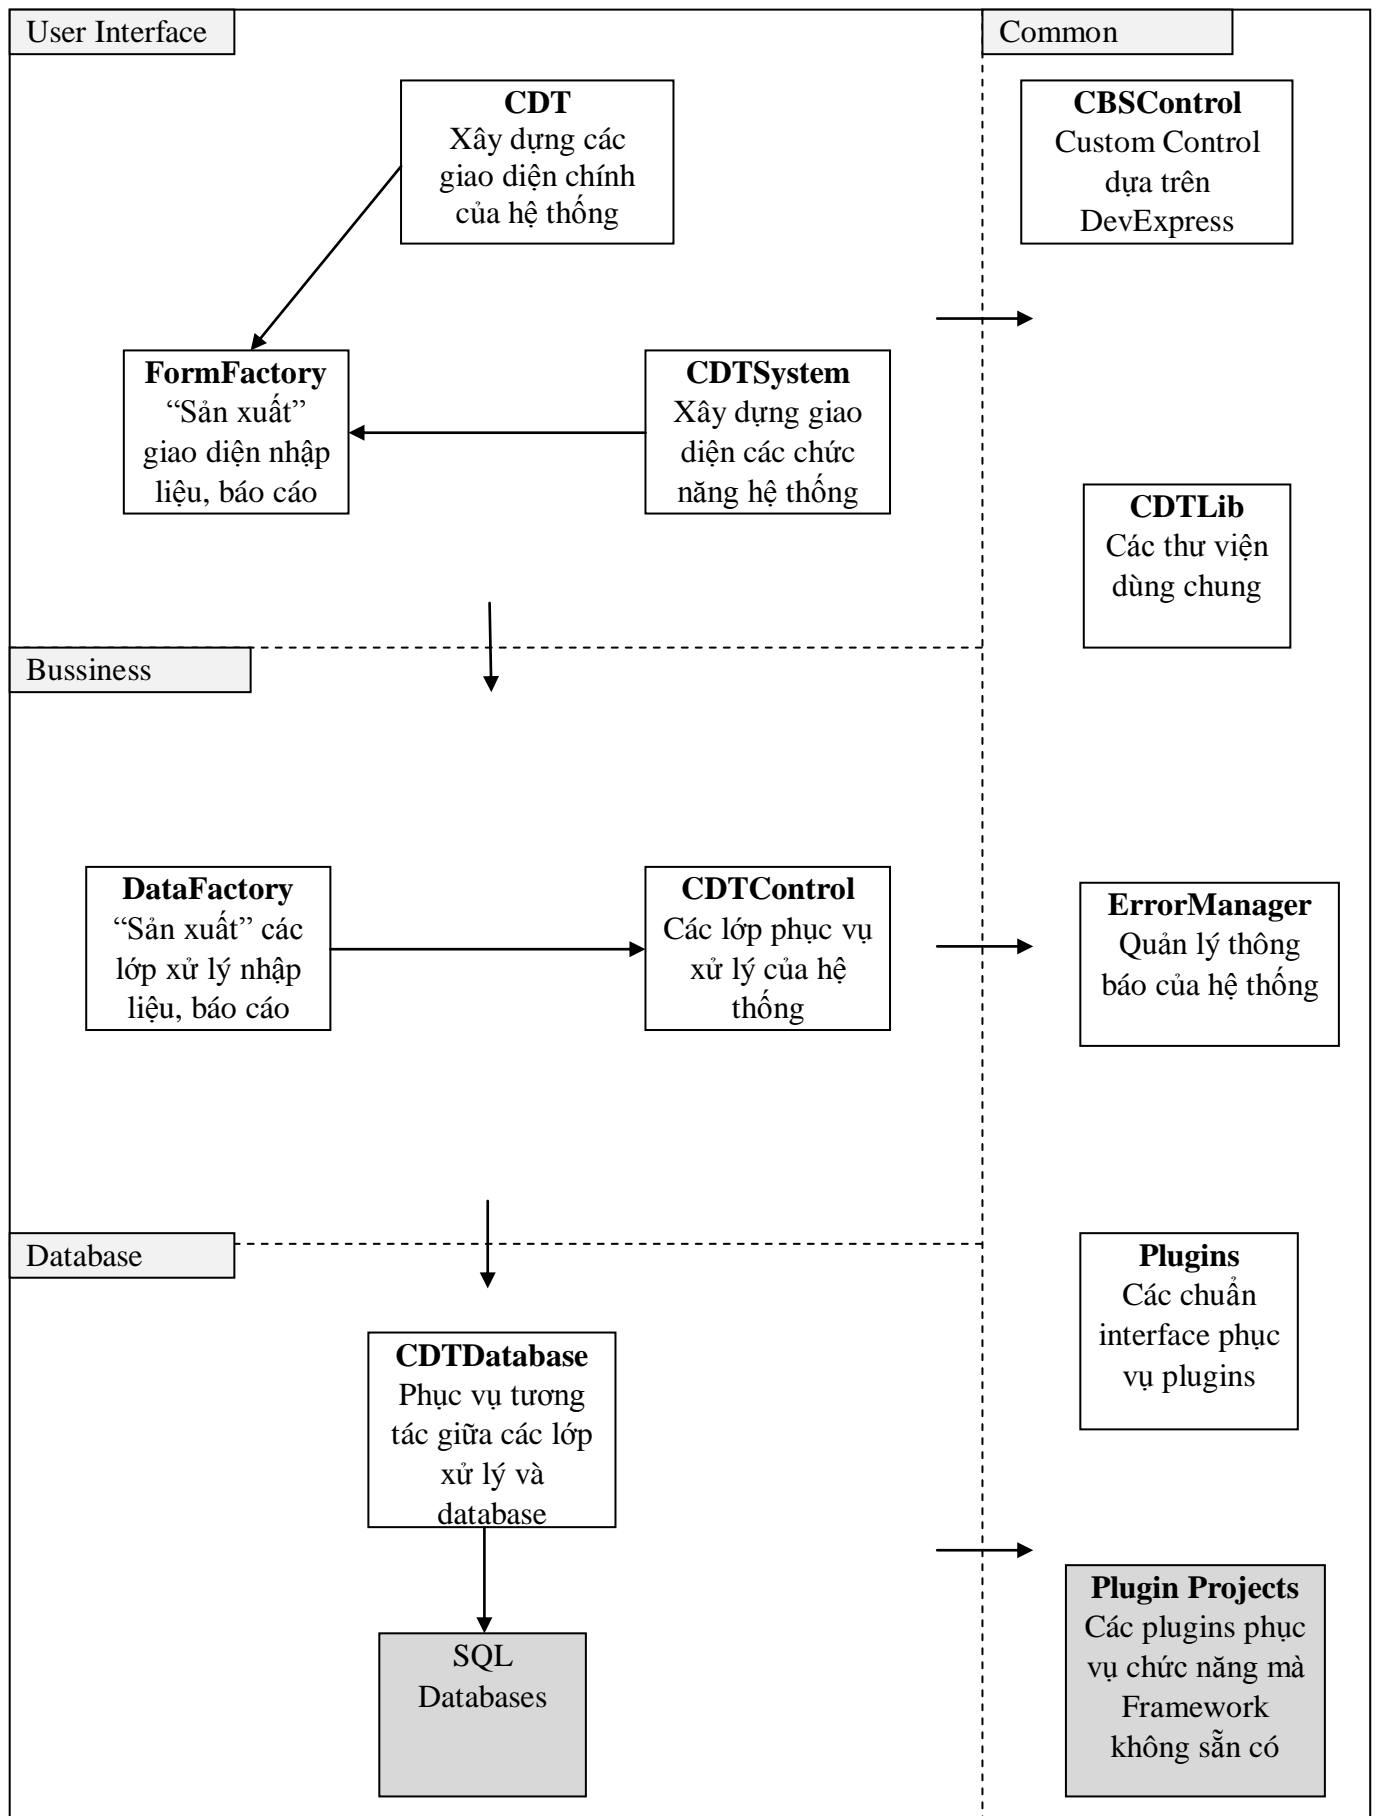 User Interface
Common
CDT
Xây dựng các
giao diện chính
của hệ thống
CBSControl
Custom Control
dựa trên
DevExpress
FormFactory
“Sản xuất”
giao diện nhập
liệu, báo cáo
CDTSystem
Xây dựng giao
diện các chức
năng hệ thống
CDTLib
Các thư viện
dùng chung
Bussiness
DataFactory
“Sản xuất” các
lớp xử lý nhập
liệu, báo cáo
CDTControl
Các lớp phục vụ
xử lý của hệ
thống
ErrorManager
Quản lý thông
báo của hệ thống
Database
Plugins
Các chuẩn
interface phục
vụ plugins
CDTDatabase
Phục vụ tương
tác giữa các lớp
xử lý và
database
SQL
Databases
Plugin Projects
Các plugins phục
vụ chức năng mà
Framework
không sẵn có